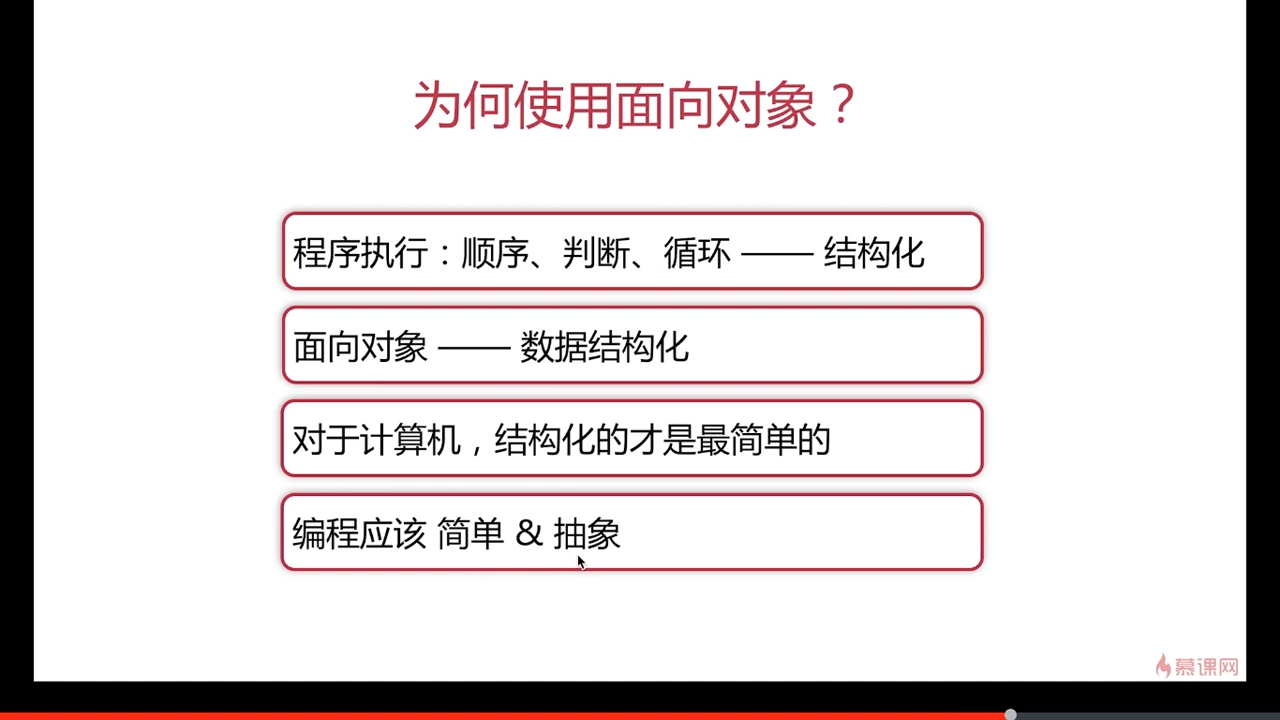 为何使用面向对象？
程序执行：顺序、判断、循环 —— 结构化
面向对象 —— 数据结构化
对于计算机，结构化的才是最简单的
编程应该 简单 & 抽象
慕课网